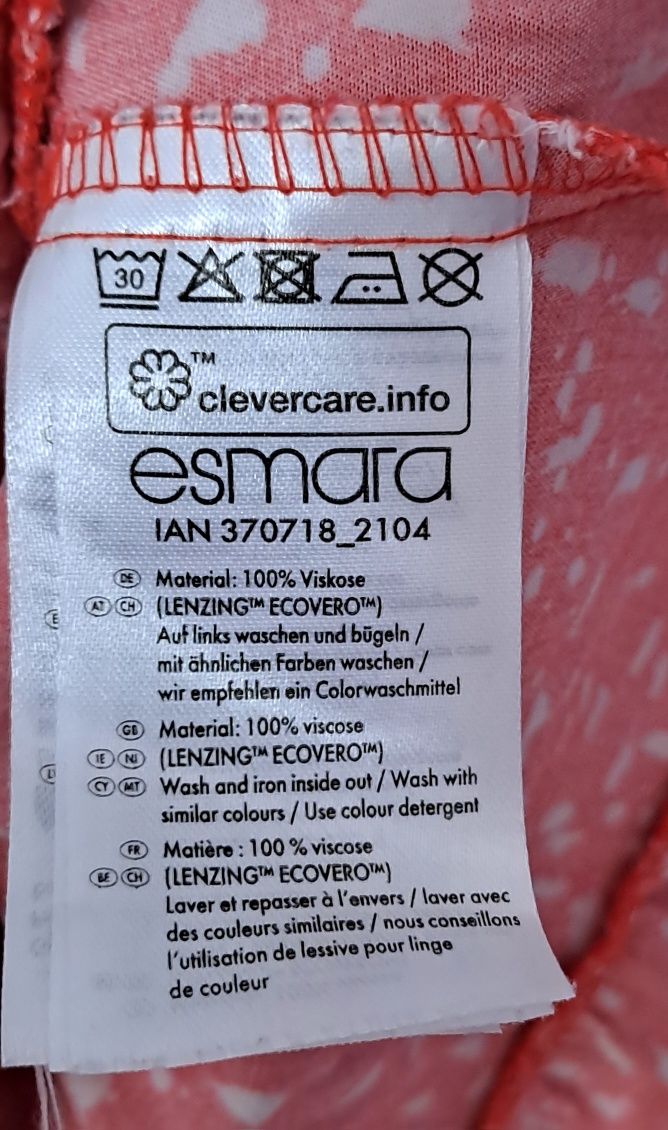 30
TM
clevercare.info
esmara
IAN 370718_2104
DE Material: 100% Viskose
AT CH (LENZING™ ECOVERO™)
Auf links waschen und bügeln /
mit ähnlichen Farben waschen /
wir empfehlen ein Colorwaschmittel
GB Material: 100% viscose
IE NI (LENZING™ ECOVERO™)
CY MT Wash and iron inside out / Wash with
similar colours / Use colour detergent
FR Matière : 100 % viscose
BE CH (LENZING™ ECOVERO™)
Laver et repasser à l'envers / laver avec
des couleurs similaires / nous conseillons
l'utilisation de lessive pour linge
de couleur